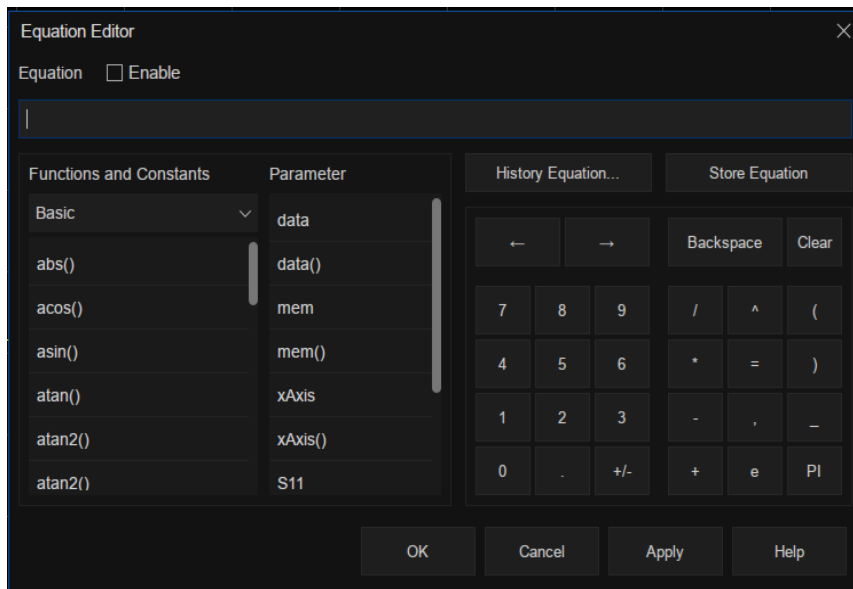 Equation Editor
Equation Enable
Functions and Constants
Basic
abs()
acos()
asin()
atan()
atan2()
atan2()
Parameter
data
data()
mem
mem()
xAxis
xAxis()
S11
History Equation... Store Equation
← → Backspace Clear
7 8 9 / ^ (
4 5 6 * = )
1 2 3 - , _
0 . +/- + e PI
OK Cancel Apply Help